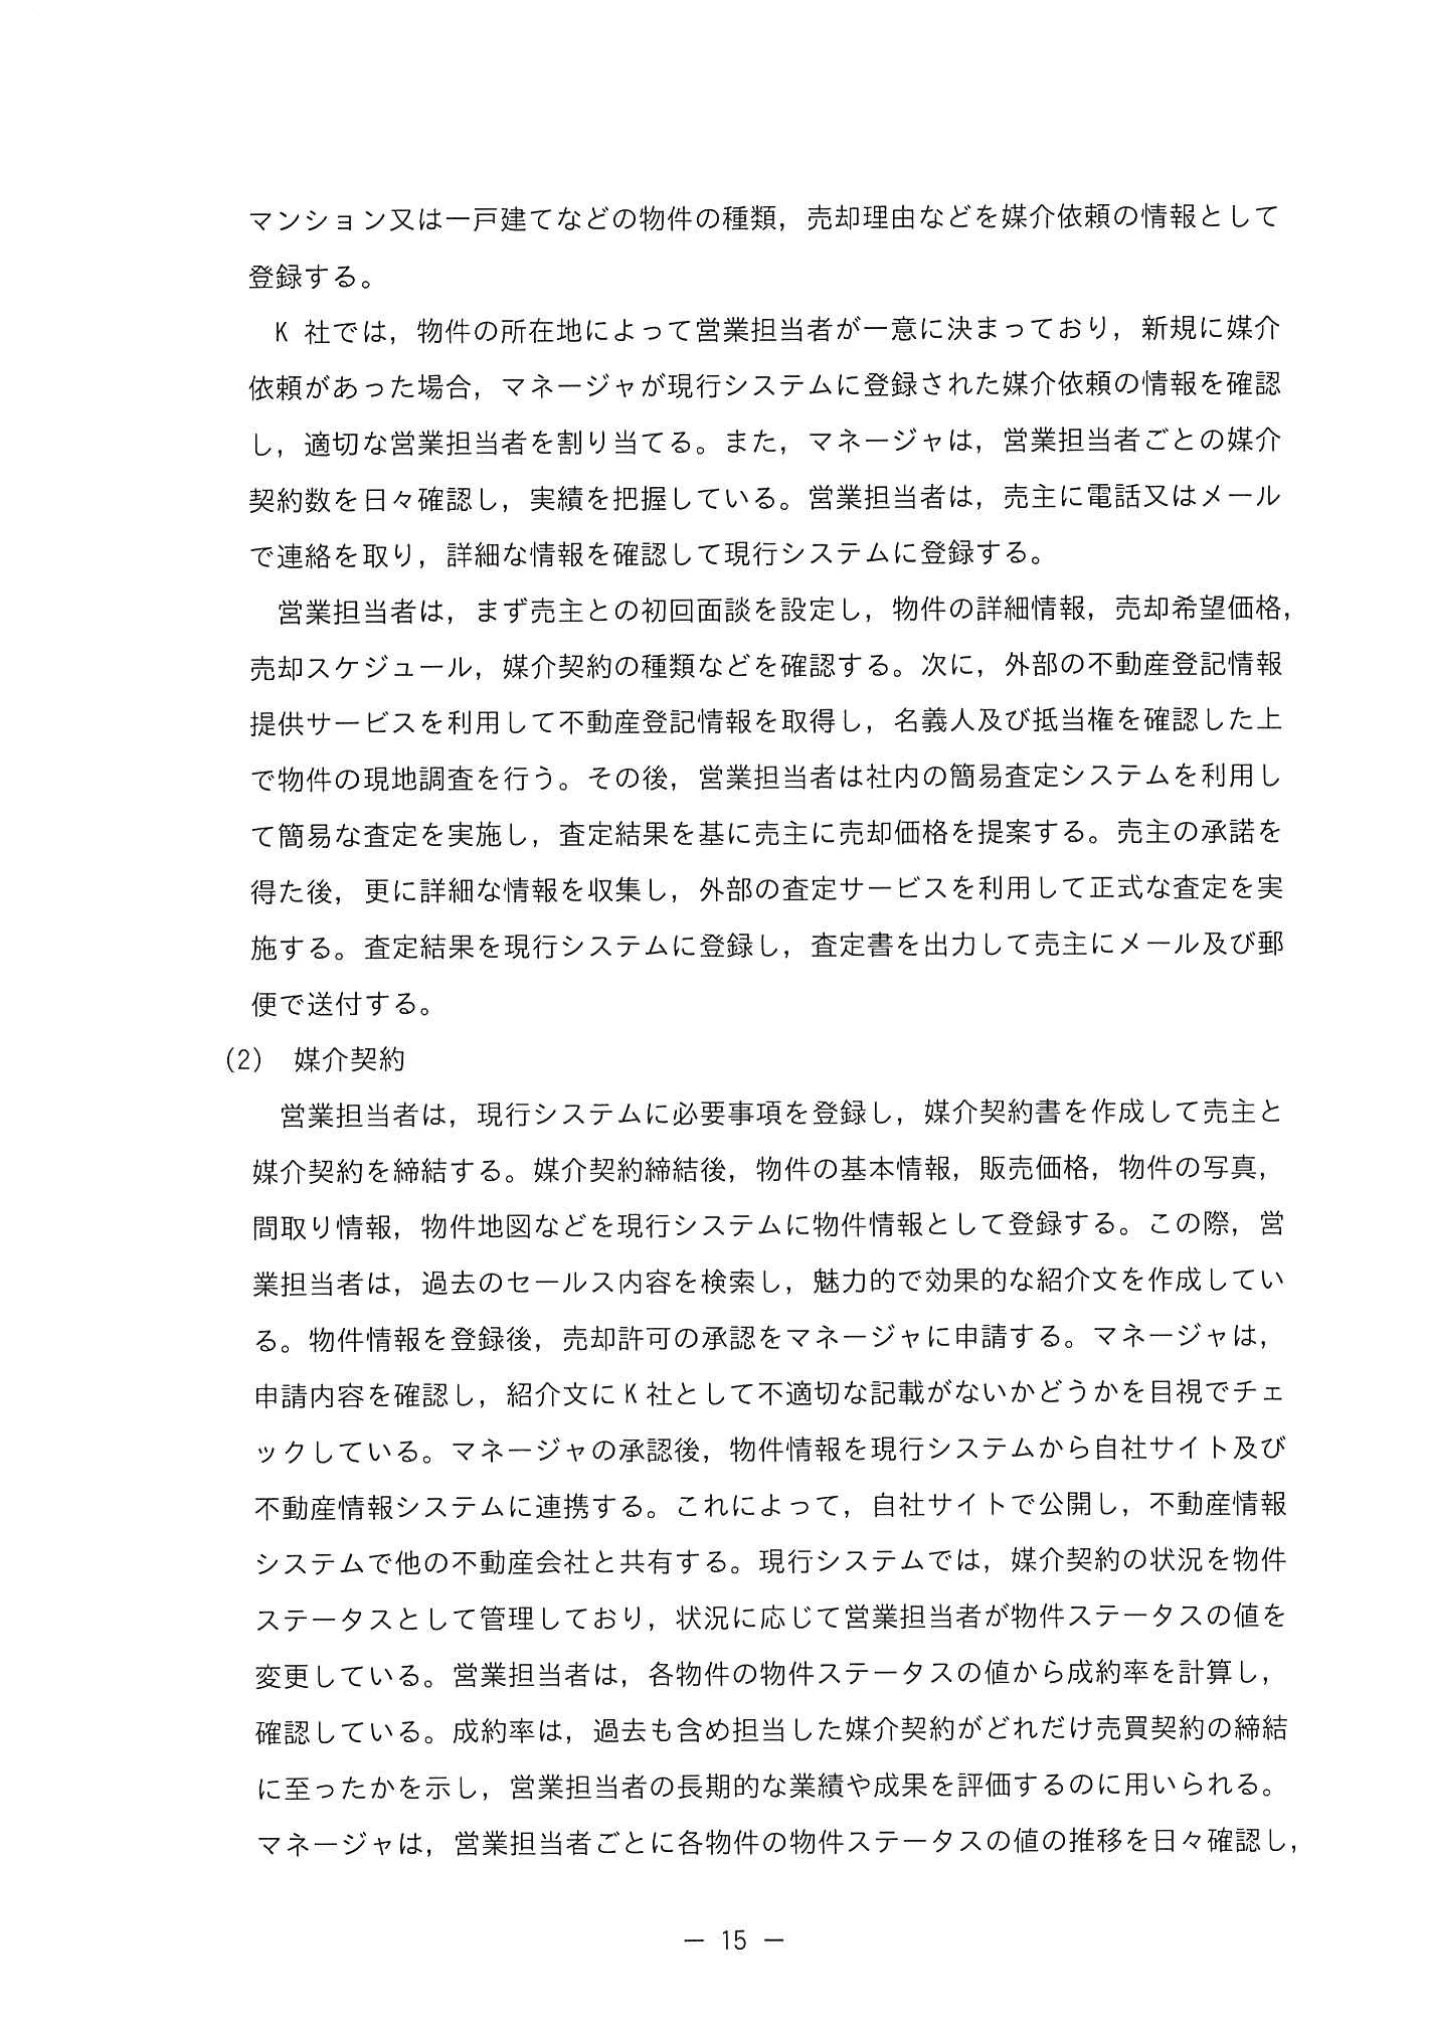 マンション又は一戸建てなどの物件の種類，売却理由などを媒介依頼の情報として
登録する。
K 社では，物件の所在地によって営業担当者が一意に決まっており，新規に媒介
依頼があった場合，マネージャが現行システムに登録された媒介依頼の情報を確認
し，適切な営業担当者を割り当てる。また，マネージャは，営業担当者ごとの媒介
契約数を日々確認し，実績を把握している。営業担当者は，売主に電話又はメール
で連絡を取り，詳細な情報を確認して現行システムに登録する。
営業担当者は，まず売主との初回面談を設定し，物件の詳細情報，売却希望価格，
売却スケジュール，媒介契約の種類などを確認する。次に，外部の不動産登記情報
提供サービスを利用して不動産登記情報を取得し，名義人及び抵当権を確認した上
で物件の現地調査を行う。その後，営業担当者は社内の簡易査定システムを利用し
て簡易な査定を実施し，査定結果を基に売主に売却価格を提案する。売主の承諾を
得た後，更に詳細な情報を収集し，外部の査定サービスを利用して正式な査定を実
施する。査定結果を現行システムに登録し，査定書を出力して売主にメール及び郵
便で送付する。
(2) 媒介契約
営業担当者は，現行システムに必要事項を登録し，媒介契約書を作成して売主と
媒介契約を締結する。媒介契約締結後，物件の基本情報，販売価格，物件の写真，
間取り情報，物件地図などを現行システムに物件情報として登録する。この際，営
業担当者は，過去のセールス内容を検索し，魅力的で効果的な紹介文を作成してい
る。物件情報を登録後，売却許可の承認をマネージャに申請する。マネージャは，
申請内容を確認し，紹介文に K 社として不適切な記載がないかどうかを目視でチェ
ックしている。マネージャの承認後，物件情報を現行システムから自社サイト及び
不動産情報システムに連携する。これによって，自社サイトで公開し，不動産情報
システムで他の不動産会社と共有する。現行システムでは，媒介契約の状況を物件
ステータスとして管理しており，状況に応じて営業担当者が物件ステータスの値を
変更している。営業担当者は，各物件の物件ステータスの値から成約率を計算し，
確認している。成約率は，過去も含め担当した媒介契約がどれだけ売買契約の締結
に至ったかを示し，営業担当者の長期的な業績や成果を評価するのに用いられる。
マネージャは，営業担当者ごとに各物件の物件ステータスの値の推移を日々確認し，
— 15 —